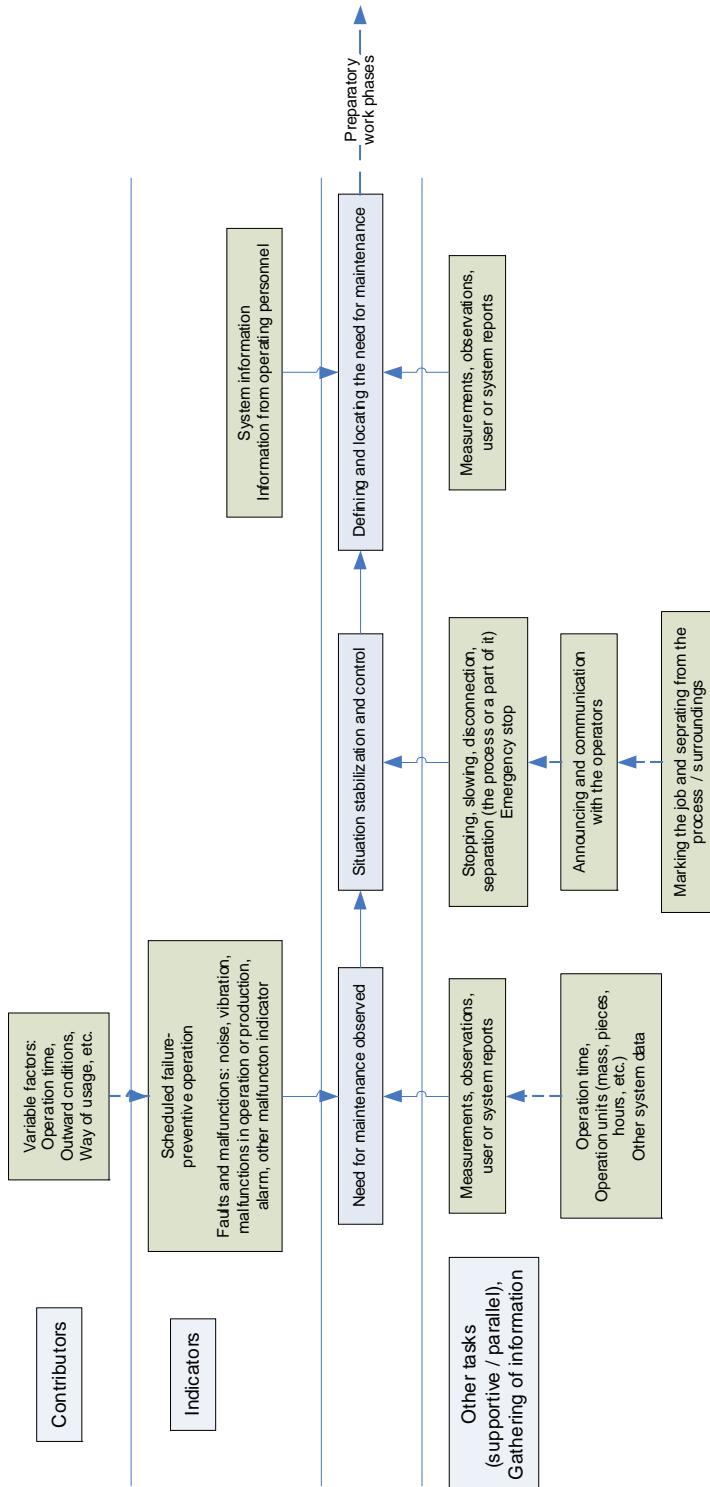 Contributors
Variable factors:
Operation time,
Outward cnditions,
Way of usage, etc.
Indicators
Scheduled failure-
preventive operation
Faults and malfunctions: noise, vibration,
malfunctions in operation or production,
alarm, other malfuncton indicator
System information
Information from operating personnel
Need for maintenance observed
Situation stabilization and control
Defining and locating the need for maintenance
Preparatory
work phases
Other tasks
(supportive / parallel),
Gathering of information
Measurements, observations,
user or system reports
Operation time,
Operation units (mass, pieces,
hours, etc.)
Other system data
Stopping, slowing, disconnection,
separation (the process or a part of it)
Emergency stop
Announcing and communication
with the operators
Marking the job and seprating from the
process / surroundings
Measurements, observations,
user or system reports